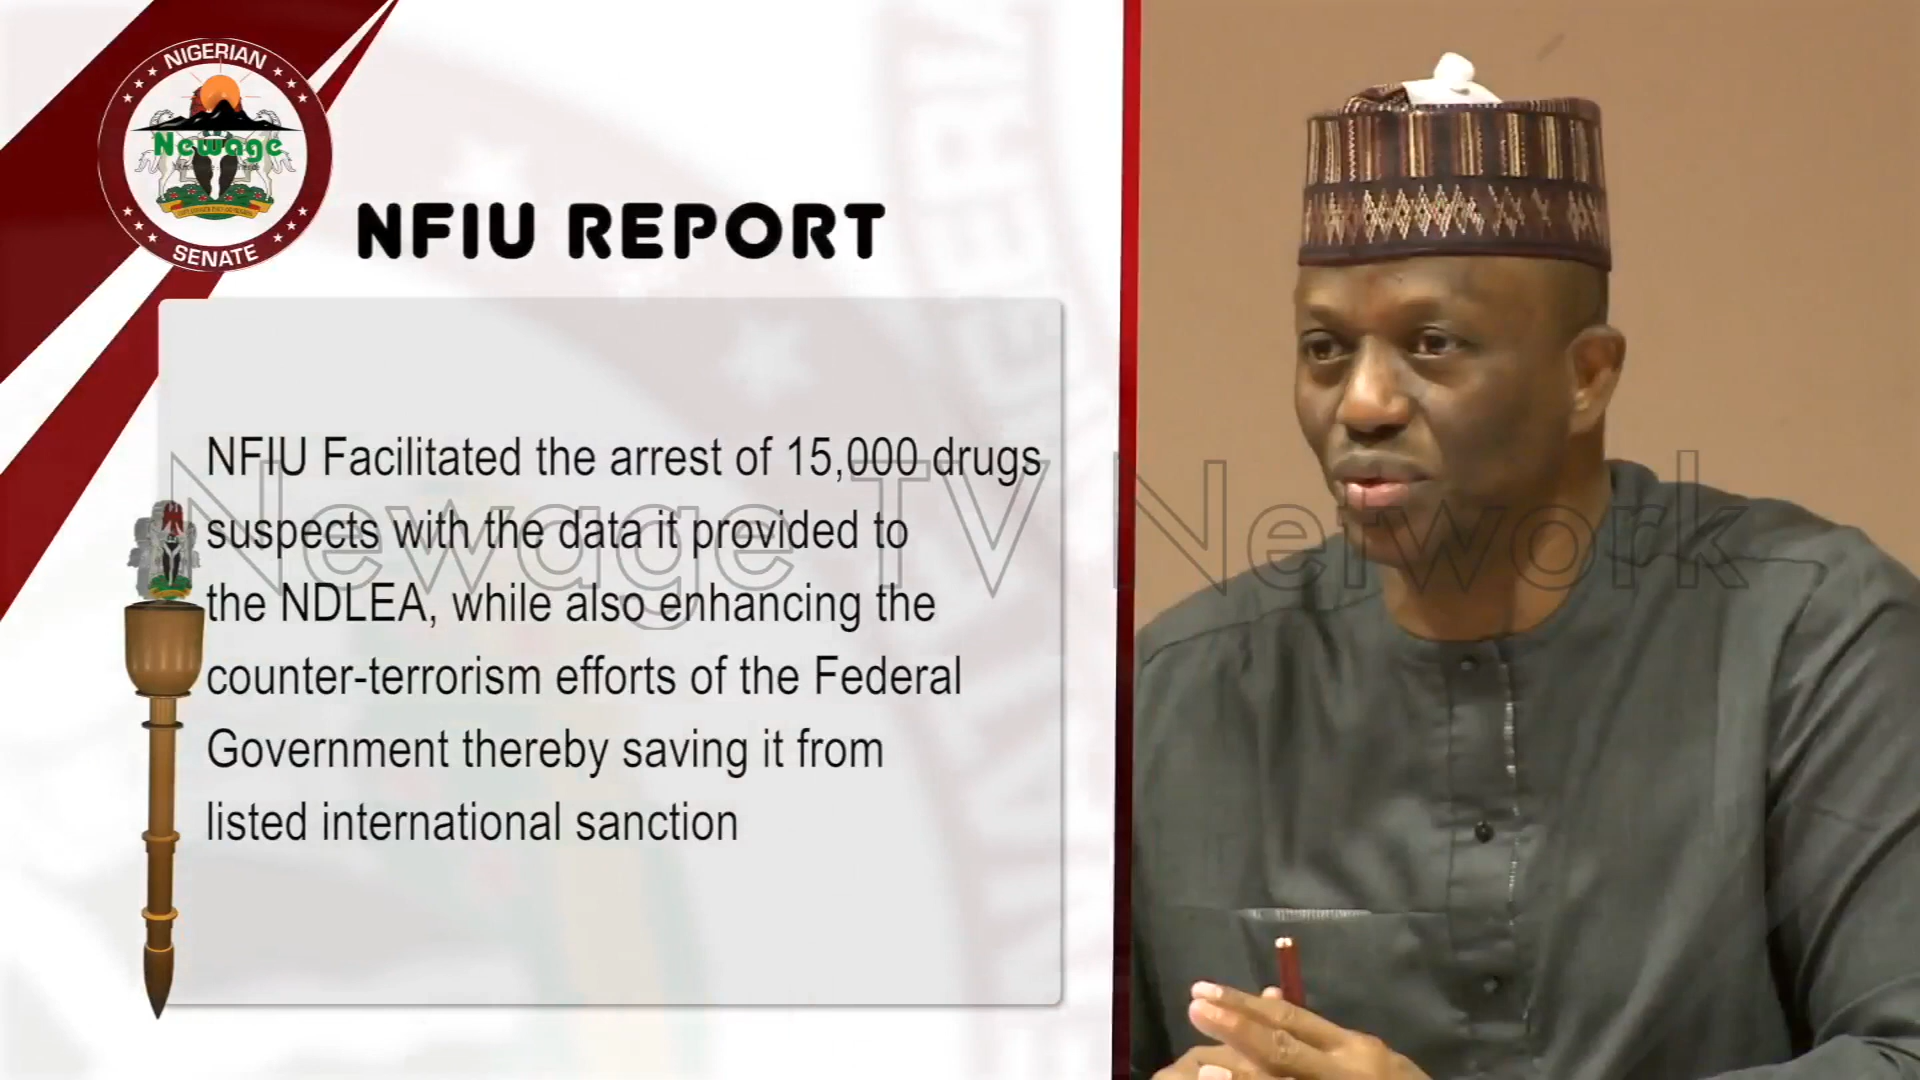 NIGERIAN
Newage
SENATE
NFIU REPORT
NFIU Facilitated the arrest of 15,000 drugs
suspects with the data it provided to
the NDLEA, while also enhancing the
counter-terrorism efforts of the Federal
Government thereby saving it from
listed international sanction
Newage TV Network